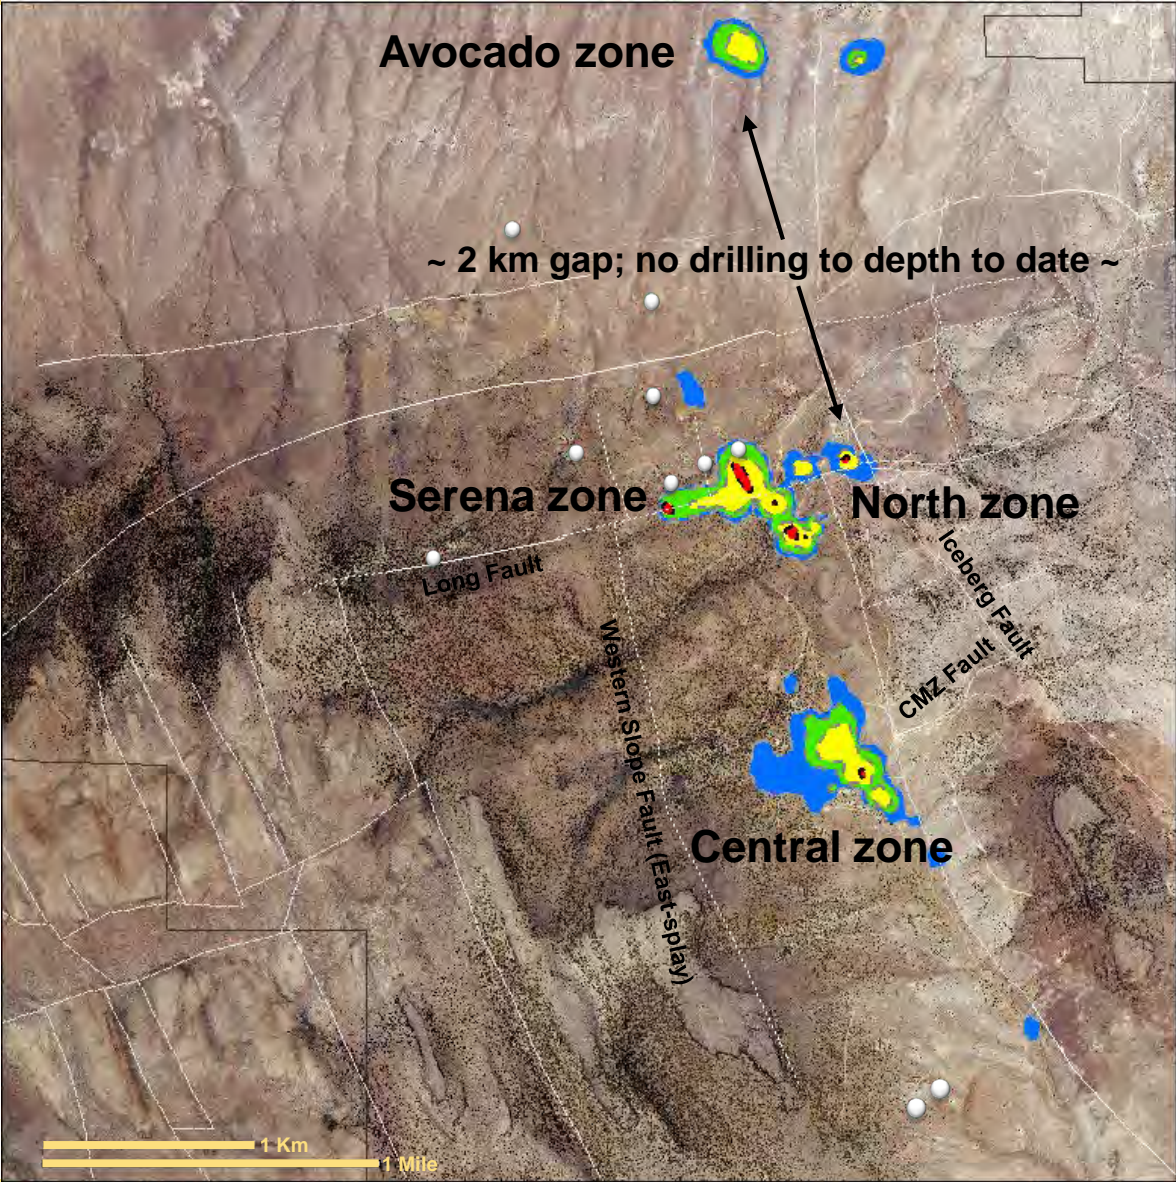 Avocado zone
~ 2 km gap; no drilling to depth to date ~
Serena zone
North zone
Long Fault
Iceberg Fault
CMZ Fault
Western Slope Fault (East-splay)
Central zone
1 Km
1 Mile